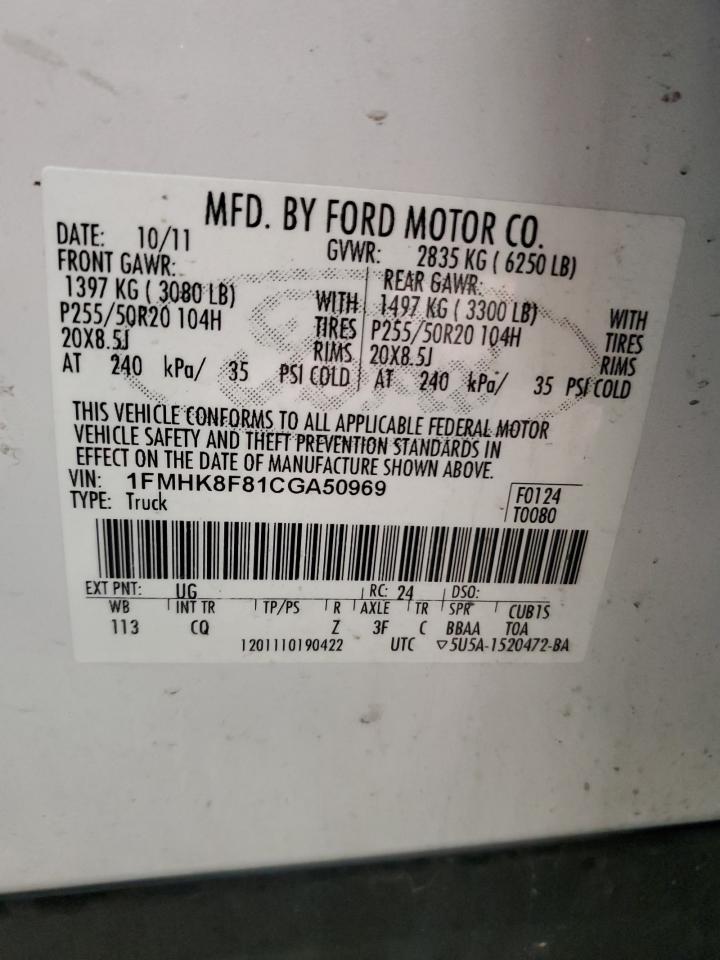 MFD. BY FORD MOTOR CO.
DATE: 10/11 GVWR: 2835 KG ( 6250 LB)
FRONT GAWR: REAR GAWR:
1397 KG ( 3080 LB) WITH 1497 KG ( 3300 LB) WITH
P255/50R20 104H TIRES P255/50R20 104H TIRES
20X8.5J RIMS 20X8.5J RIMS
AT 240 kPa/ 35 PSI COLD AT 240 kPa/ 35 PSI COLD
THIS VEHICLE CONFORMS TO ALL APPLICABLE FEDERAL MOTOR
VEHICLE SAFETY AND THEFT PREVENTION STANDARDS IN
EFFECT ON THE DATE OF MANUFACTURE SHOWN ABOVE.
VIN: 1FMHK8F81CGA50969
TYPE: Truck F0124
T0080
EXT PNT: UG RC: 24 DSO:
WB INT TR TP/PS R AXLE TR SPR CUB1S
113 CQ Z 3F C BBAA TOA
1201110190422 UTC ▽5U5A-1520472-BA